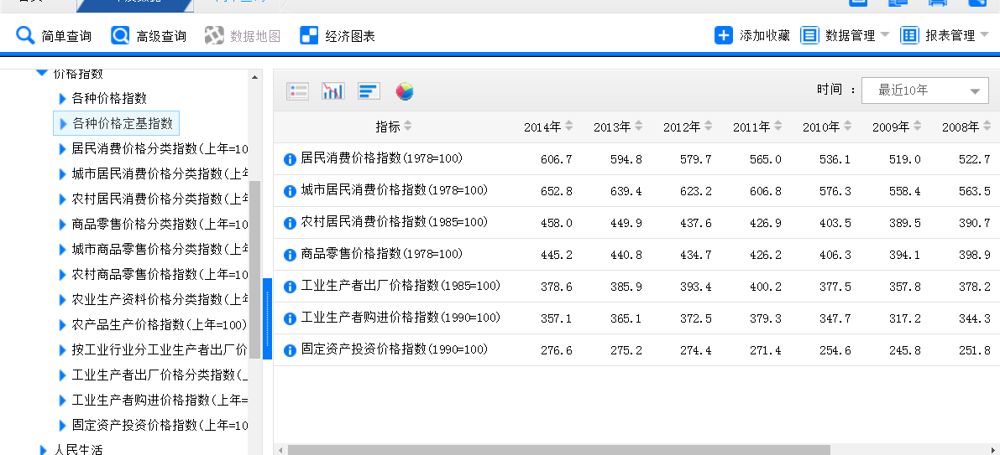 简单查询 高级查询 数据地图 经济图表 添加收藏 数据管理 报表管理
价格指数
各种价格指数
各种价格定基指数
居民消费价格分类指数(上年=10
城市居民消费价格分类指数(上年
农村居民消费价格分类指数(上年
商品零售价格分类指数(上年=10
城市商品零售价格分类指数(上年
农村商品零售价格指数(上年=10
农业生产资料价格分类指数(上年
农产品生产价格指数(上年=100)
按工业行业分工业生产者出厂价
工业生产者出厂价格分类指数(上
工业生产者购进价格指数(上年=
固定资产投资价格指数(上年=10
人民生活
时间 : 最近10年
指标 2014年 2013年 2012年 2011年 2010年 2009年 2008年
居民消费价格指数(1978=100) 606.7 594.8 579.7 565.0 536.1 519.0 522.7
城市居民消费价格指数(1978=100) 652.8 639.4 623.2 606.8 576.3 558.4 563.5
农村居民消费价格指数(1985=100) 458.0 449.9 437.6 426.9 403.5 389.5 390.7
商品零售价格指数(1978=100) 445.2 440.8 434.7 426.2 406.3 394.1 398.9
工业生产者出厂价格指数(1985=100) 378.6 385.9 393.4 400.2 377.5 357.8 378.2
工业生产者购进价格指数(1990=100) 357.1 365.1 372.5 379.3 347.7 317.2 344.3
固定资产投资价格指数(1990=100) 276.6 275.2 274.4 271.4 254.6 245.8 251.8